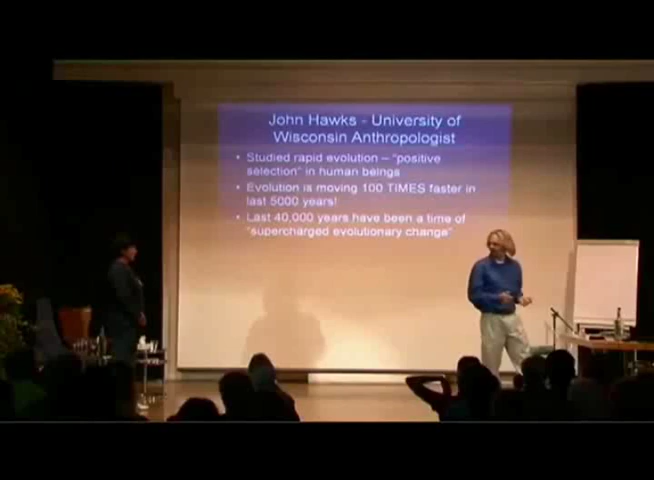 John Hawks - University of
Wisconsin Anthropologist
• Studied rapid evolution – "positive
selection" in human beings
• Evolution is moving 100 TIMES faster in
last 5000 years!
• Last 40,000 years have been a time of
"supercharged evolutionary change"